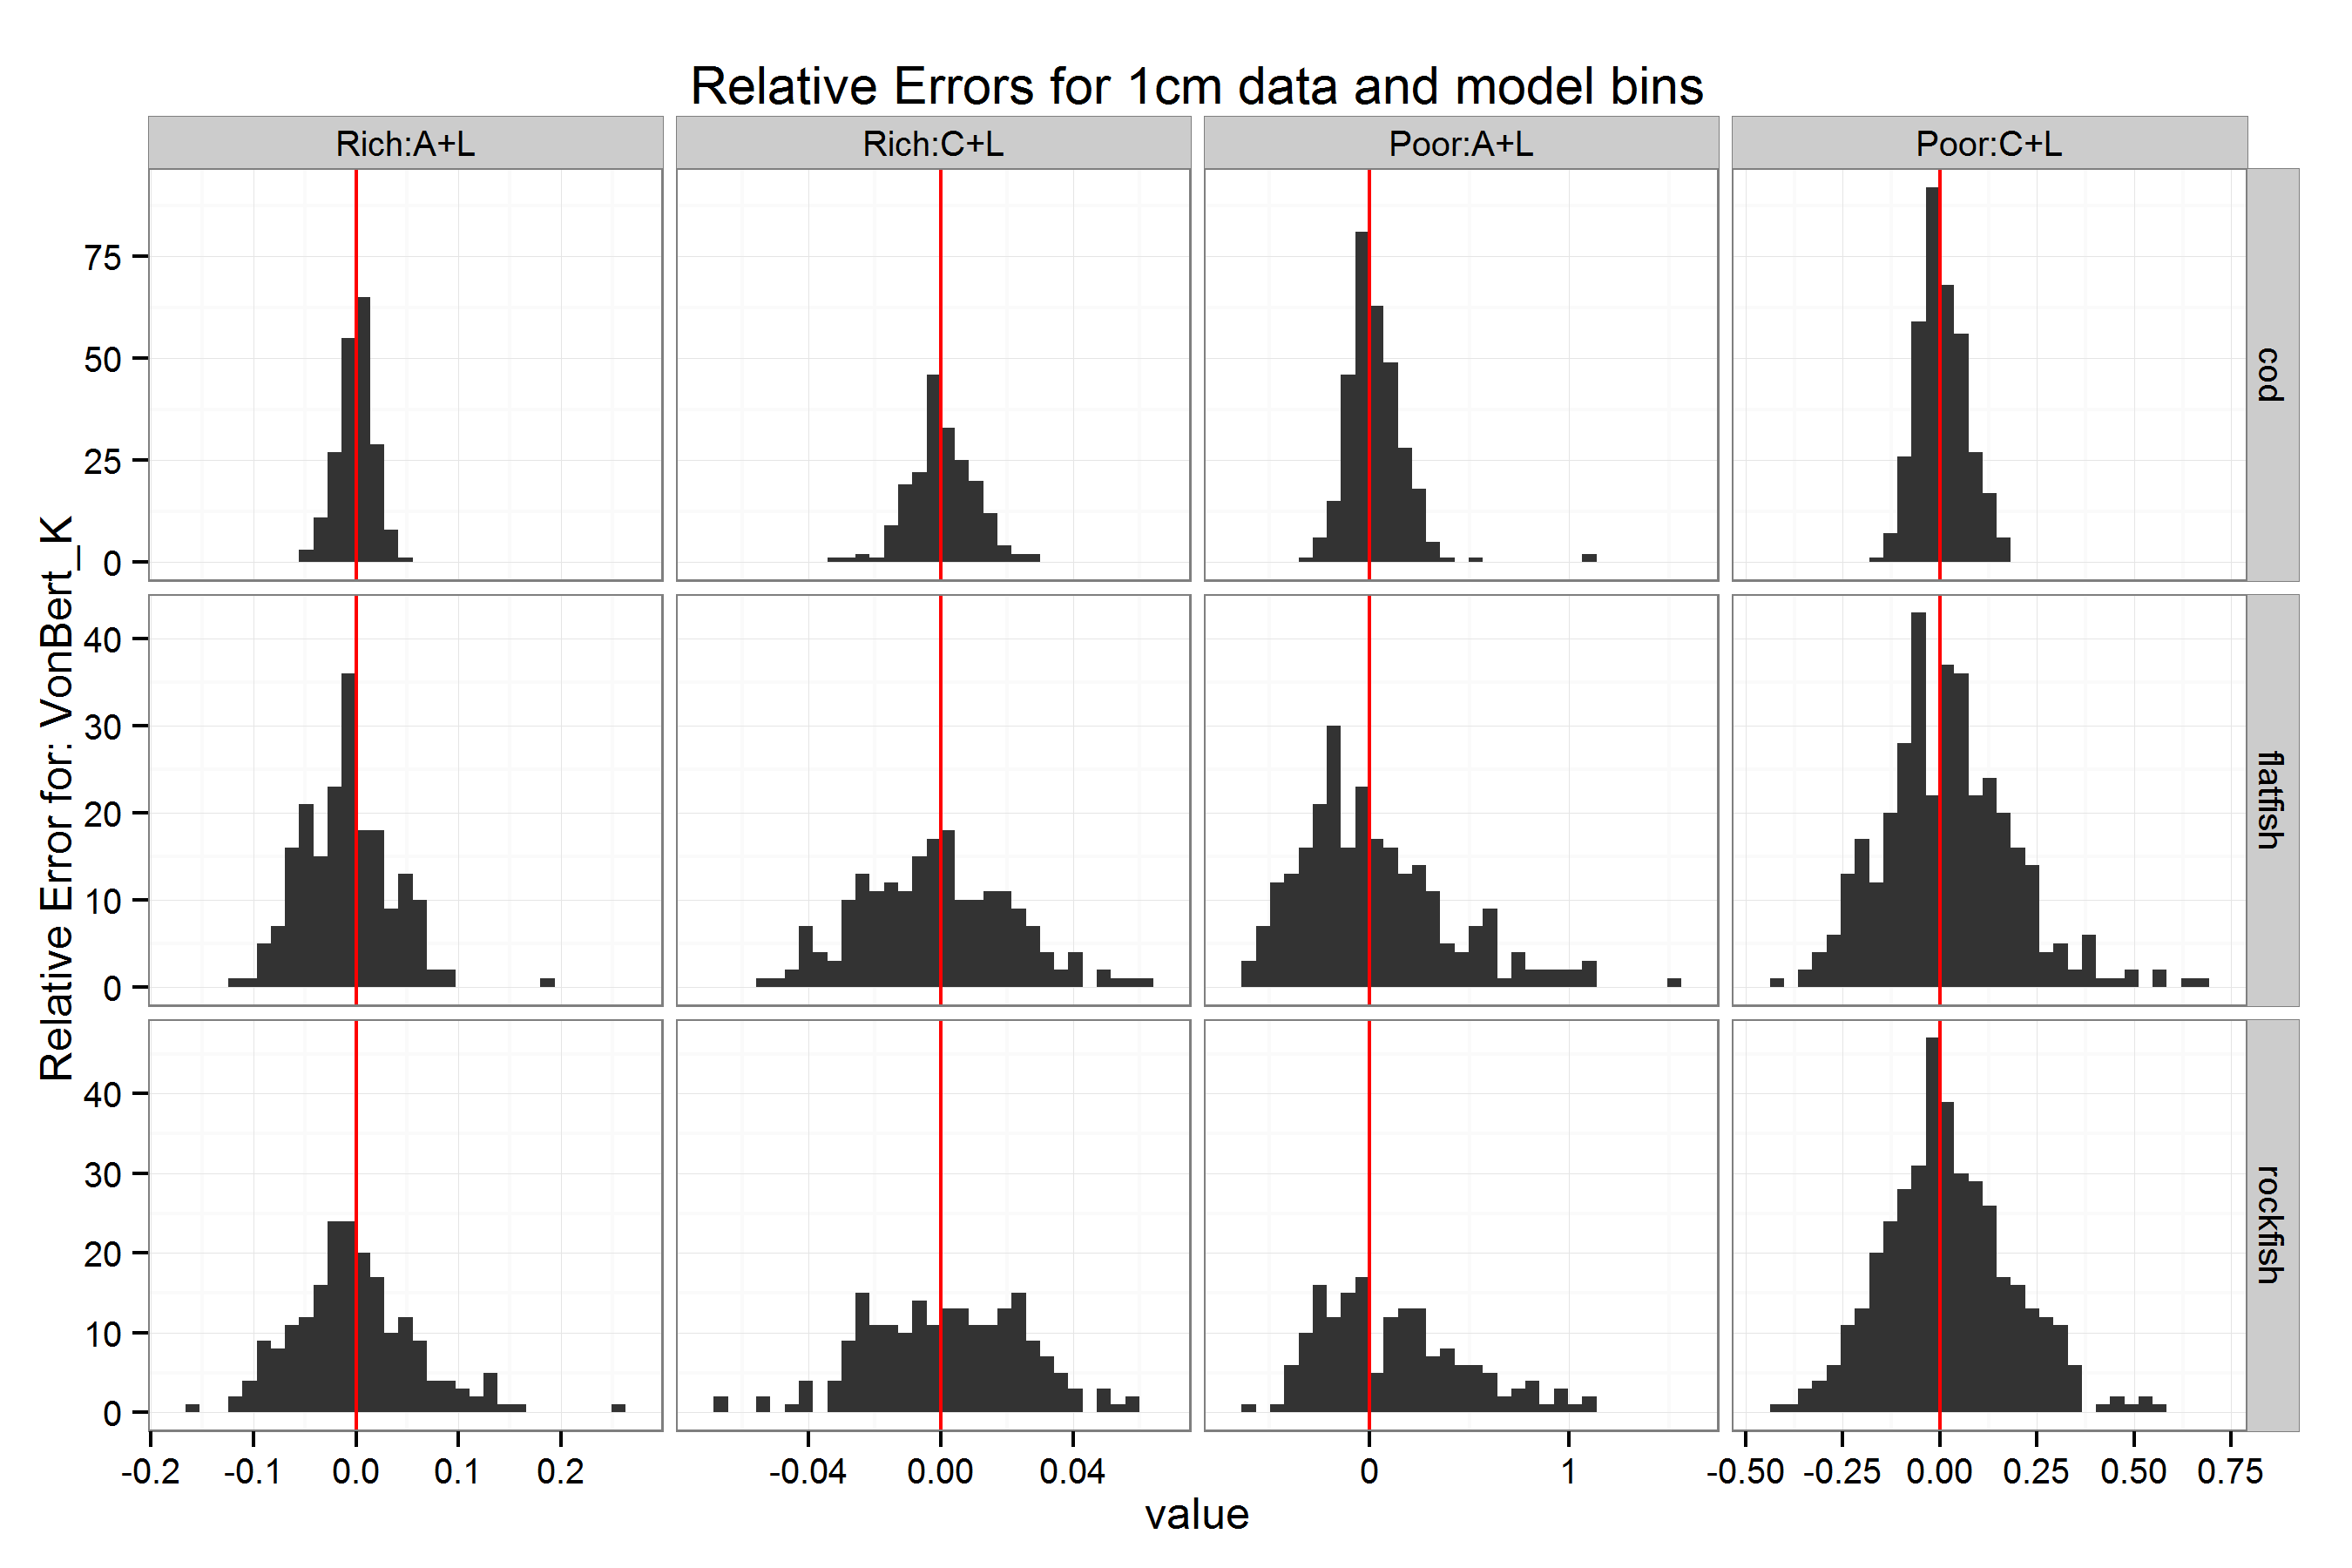 Relative Errors for 1cm data and model bins
Rich:A+L Rich:C+L Poor:A+L Poor:C+L
Relative Error for: VonBert_K
75
50
25
0
cod
40
30
20
10
0
flatfish
40
30
20
10
0
rockfish
-0.2 -0.1 0.0 0.1 0.2 -0.04 0.00 0.04 0 1 -0.50 -0.25 0.00 0.25 0.50 0.75
value